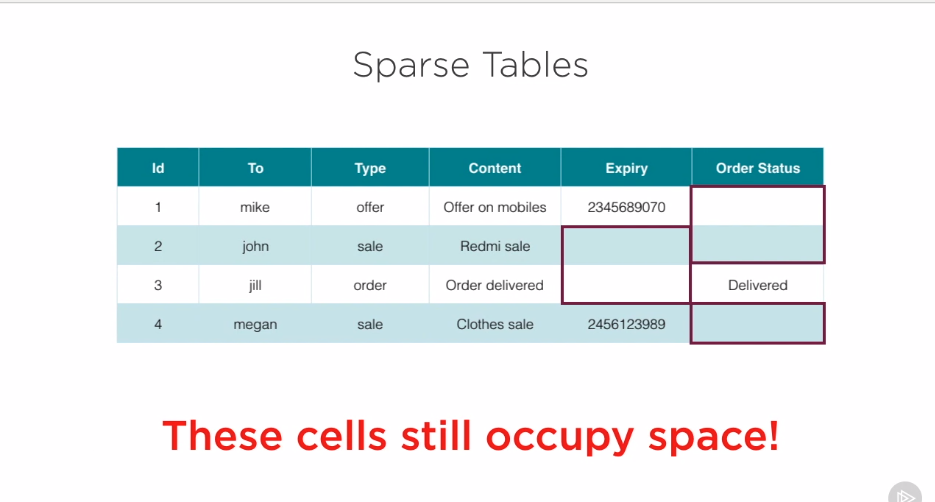 Sparse Tables
Id To Type Content Expiry Order Status
1 mike offer Offer on mobiles 2345689070
2 john sale Redmi sale
3 jill order Order delivered Delivered
4 megan sale Clothes sale 2456123989
These cells still occupy space!